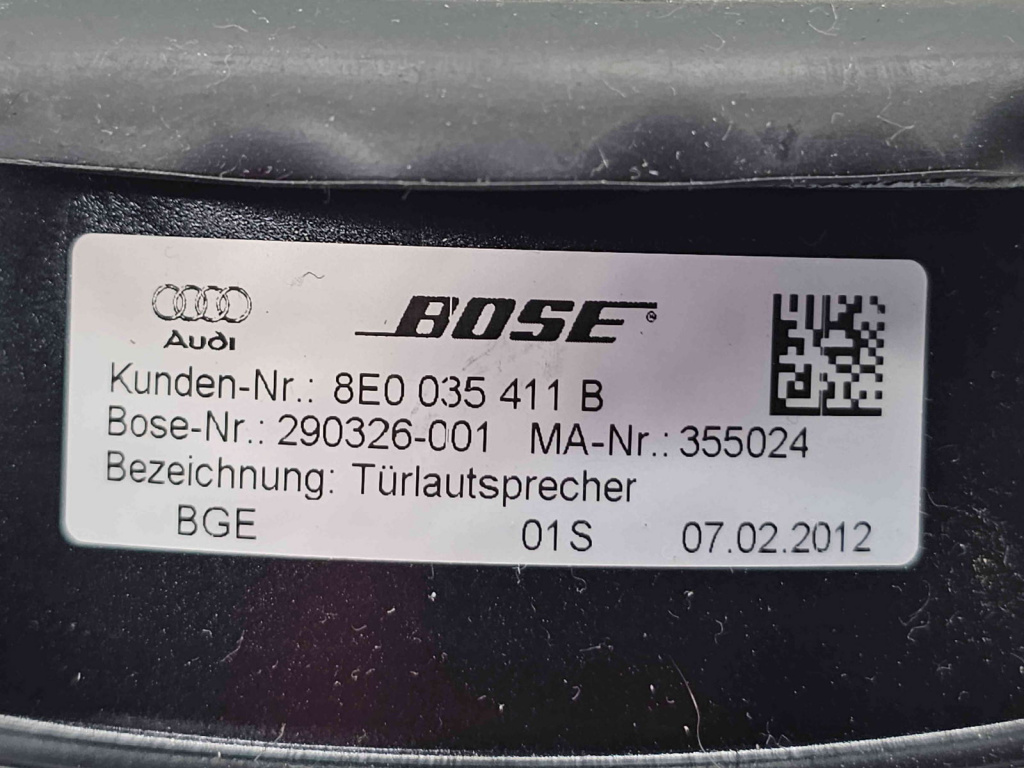 Audi
BOSE®
Kunden-Nr.: 8E0 035 411 B
Bose-Nr.: 290326-001 MA-Nr.: 355024
Bezeichnung: Türlautsprecher
BGE 01S 07.02.2012